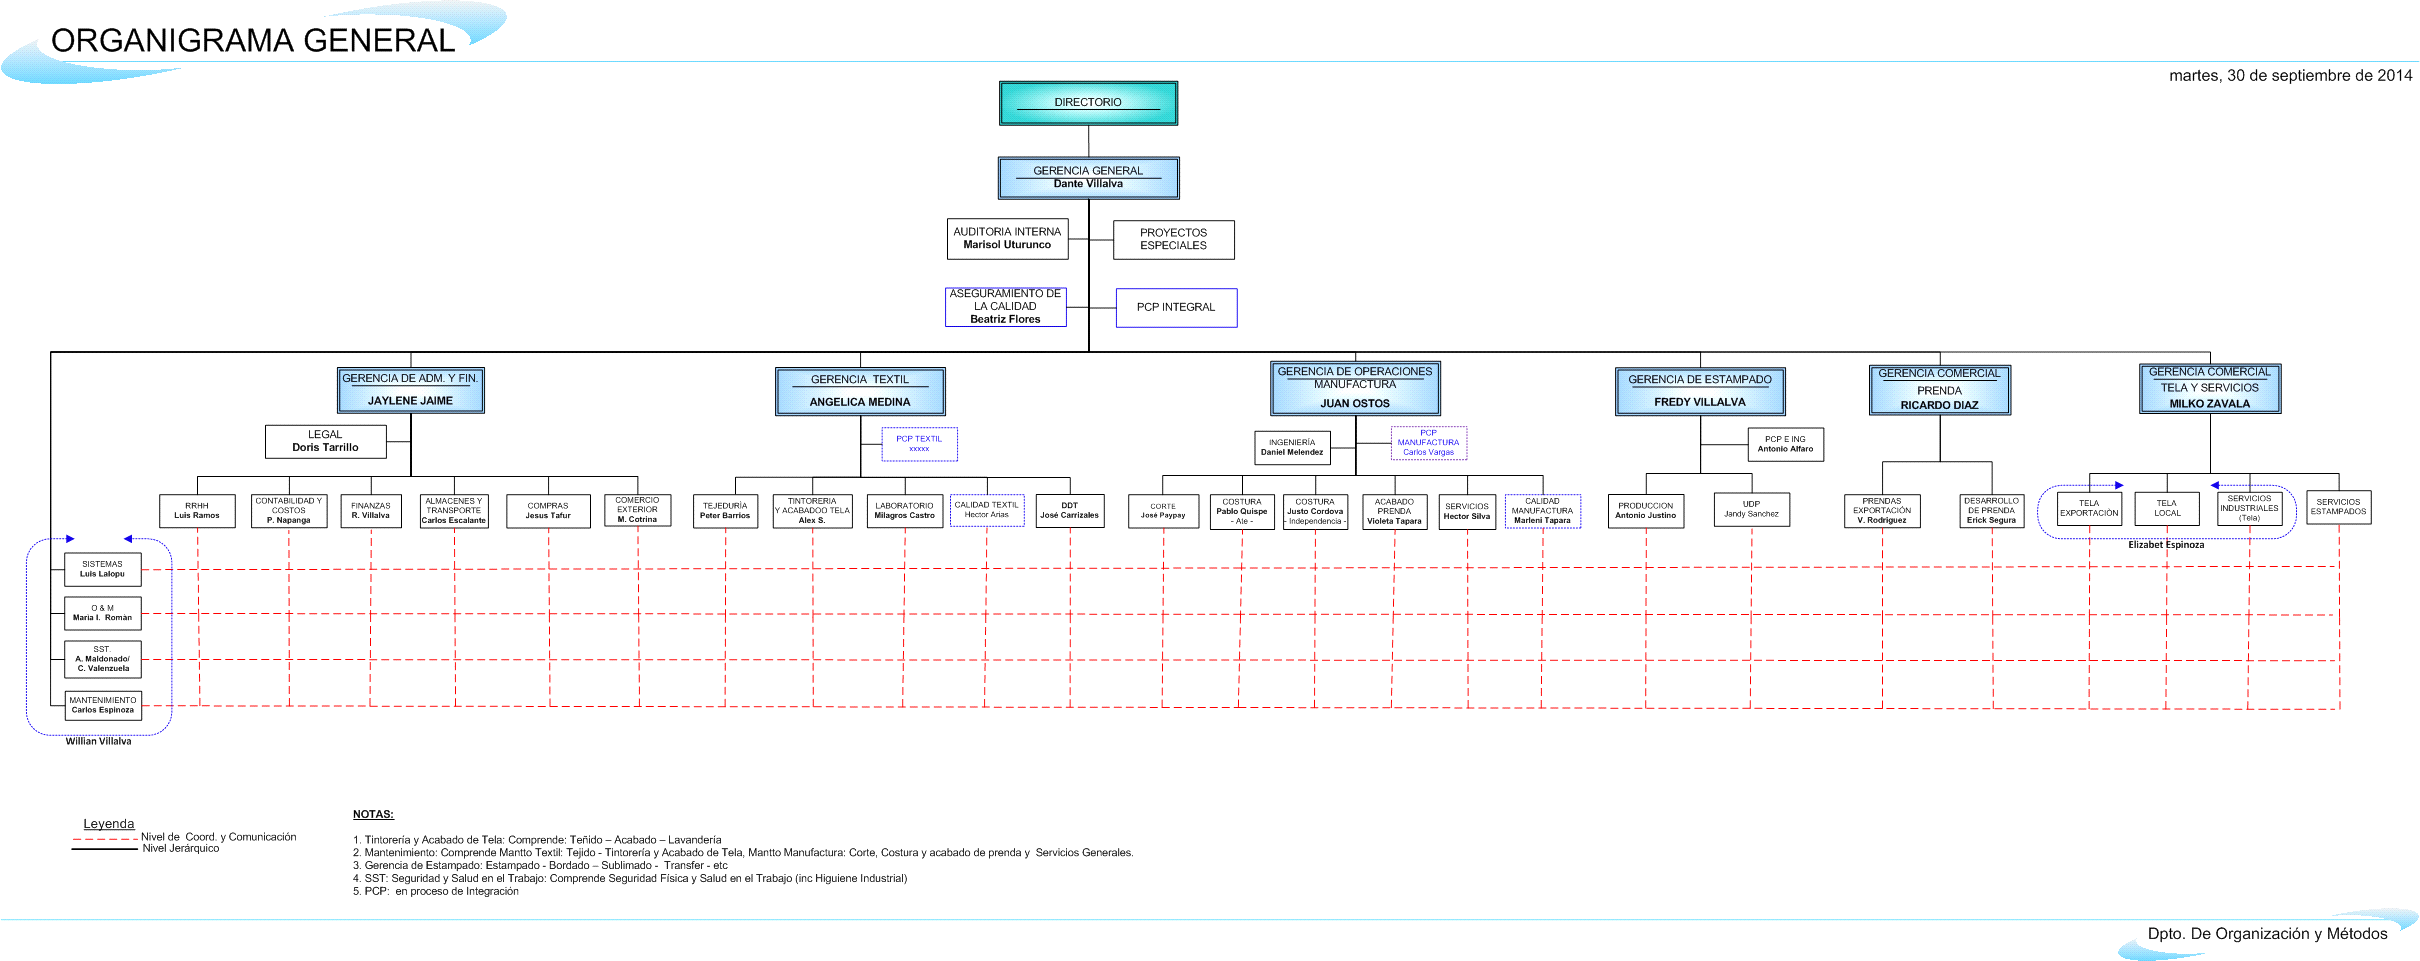 ORGANIGRAMA GENERAL
martes, 30 de septiembre de 2014
DIRECTORIO
GERENCIA GENERAL
Dante Villalva
AUDITORIA INTERNA
Marisol Uturunco
PROYECTOS
ESPECIALES
ASEGURAMIENTO DE
LA CALIDAD
Beatriz Flores
PCP INTEGRAL
GERENCIA DE ADM. Y FIN.
JAYLENE JAIME
GERENCIA TEXTIL
ANGELICA MEDINA
GERENCIA DE OPERACIONES
MANUFACTURA
JUAN OSTOS
GERENCIA DE ESTAMPADO
FREDY VILLALVA
GERENCIA COMERCIAL
PRENDA
RICARDO DIAZ
GERENCIA COMERCIAL
TELA Y SERVICIOS
MILKO ZAVALA
LEGAL
Doris Tarrillo
PCP TEXTIL
xxxxx
INGENIERÍA
Daniel Melendez
PCP
MANUFACTURA
Carlos Vargas
PCP E ING
Antonio Alfaro
RRHH
Luis Ramos
CONTABILIDAD Y
COSTOS
P. Napanga
FINANZAS
R. Villalva
ALMACENES Y
TRANSPORTE
Carlos Escalante
COMPRAS
Jesus Tafur
COMERCIO
EXTERIOR
M. Cotrina
TEJEDURÌA
Peter Barrios
TINTORERIA
Y ACABADOO TELA
Alex S.
LABORATORIO
Milagros Castro
CALIDAD TEXTIL
Hector Arias
DDT
José Carrizales
CORTE
José Paypay
COSTURA
Pablo Quispe
- Ate -
COSTURA
Justo Cordova
- Independencia -
ACABADO
PRENDA
Violeta Tapara
SERVICIOS
Hector Silva
CALIDAD
MANUFACTURA
Marleni Tapara
PRODUCCION
Antonio Justino
UDP
Jandy Sanchez
PRENDAS
EXPORTACIÓN
V. Rodriguez
DESARROLLO
DE PRENDA
Erick Segura
TELA
EXPORTACIÒN
TELA
LOCAL
SERVICIOS
INDUSTRIALES
(Tela)
SERVICIOS
ESTAMPADOS
Elizabet Espinoza
SISTEMAS
Luis Lalopu
O & M
Maria I. Romàn
SST.
A. Maldonado/
C. Valenzuela
MANTENIMIENTO
Carlos Espinoza
Willian Villalva
Leyenda
Nivel de Coord. y Comunicación
Nivel Jerárquico
NOTAS:
1. Tintorería y Acabado de Tela: Comprende: Teñido – Acabado – Lavandería
2. Mantenimiento: Comprende Mantto Textil: Tejido - Tintorería y Acabado de Tela, Mantto Manufactura: Corte, Costura y acabado de prenda y Servicios Generales.
3. Gerencia de Estampado: Estampado - Bordado – Sublimado - Transfer - etc
4. SST: Seguridad y Salud en el Trabajo: Comprende Seguridad Física y Salud en el Trabajo (inc Higuiene Industrial)
5. PCP: en proceso de Integración
Dpto. De Organización y Métodos